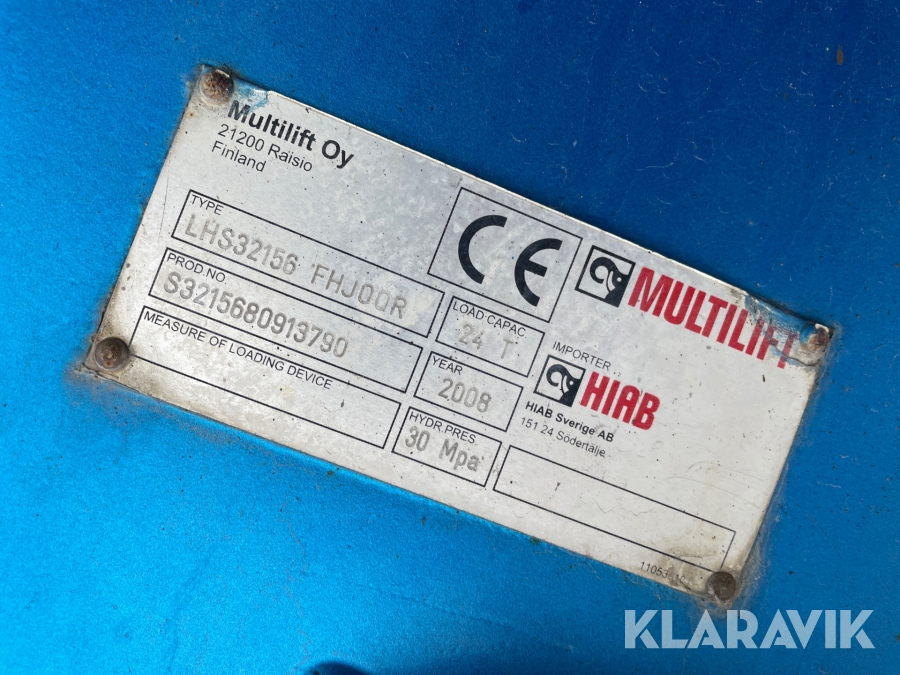 Multilift Oy
21200 Raisio
Finland
TYPE
LHS32156 FHJ00R
PROD.NO
S3215680913790
MEASURE OF LOADING DEVICE
CE
LOAD CAPAC
24 T
YEAR
2008
HYDR.PRES.
30 Mpa
MULTILIFT
IMPORTER
HIAB
HIAB Sverige AB
151 24 Södertälje
KLARAVIK